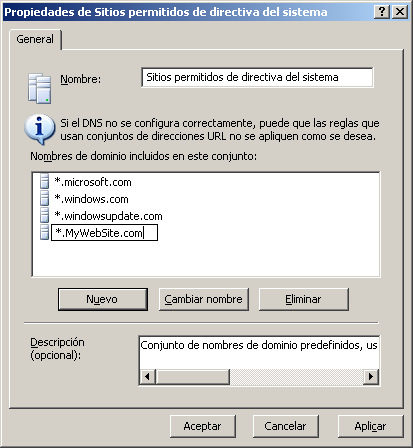 Propiedades de Sitios permitidos de directiva del sistema
General
Nombre:
Sitios permitidos de directiva del sistema
Si el DNS no se configura correctamente, puede que las reglas que
usan conjuntos de direcciones URL no se apliquen como se desea.
Nombres de dominio incluidos en este conjunto:
*.microsoft.com
*.windows.com
*.windowsupdate.com
*.MyWebSite.com
Nuevo
Cambiar nombre
Eliminar
Descripción
(opcional):
Conjunto de nombres de dominio predefinidos, us
Aceptar
Cancelar
Aplicar